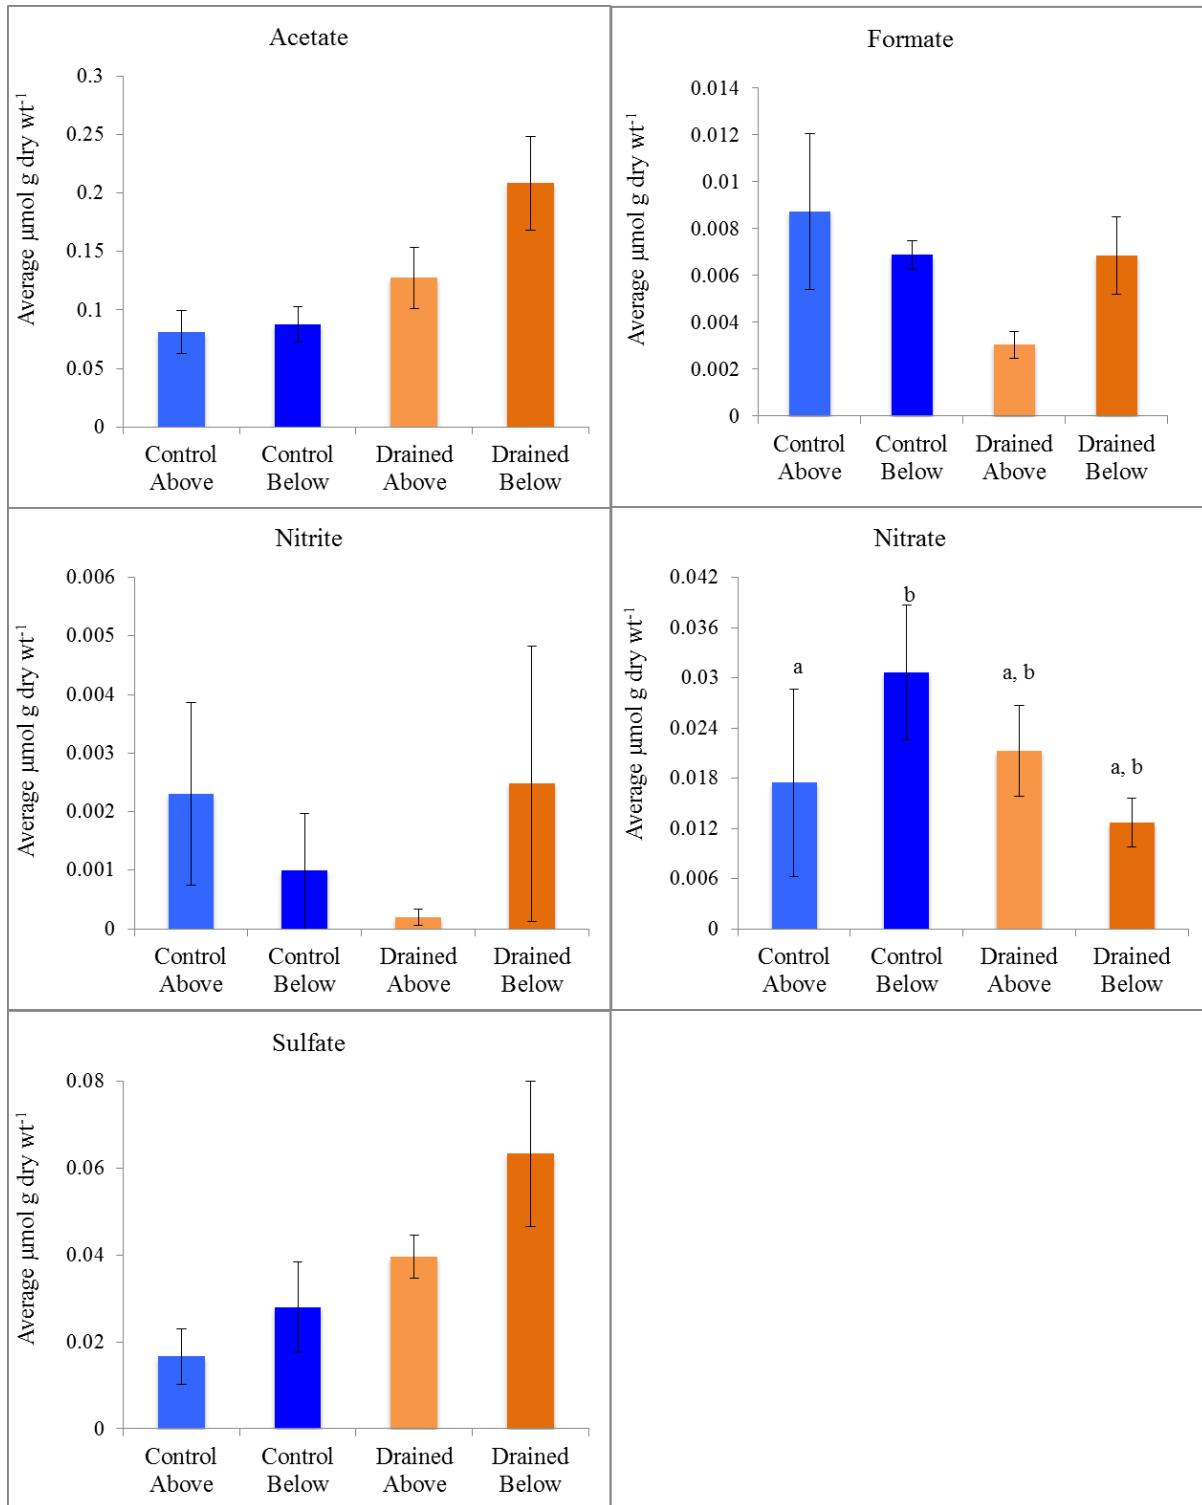 Acetate
Average µmol g dry wt-1
0.3
0.25
0.2
0.15
0.1
0.05
0
Control Above
Control Below
Drained Above
Drained Below
Formate
Average µmol g dry wt-1
0.014
0.012
0.01
0.008
0.006
0.004
0.002
0
Control Above
Control Below
Drained Above
Drained Below
Nitrite
Average µmol g dry wt-1
0.006
0.005
0.004
0.003
0.002
0.001
0
Control Above
Control Below
Drained Above
Drained Below
Nitrate
Average µmol g dry wt-1
0.042
0.036
0.03
0.024
0.018
0.012
0.006
0
a
b
a, b
a, b
Control Above
Control Below
Drained Above
Drained Below
Sulfate
Average µmol g dry wt-1
0.08
0.06
0.04
0.02
0
Control Above
Control Below
Drained Above
Drained Below